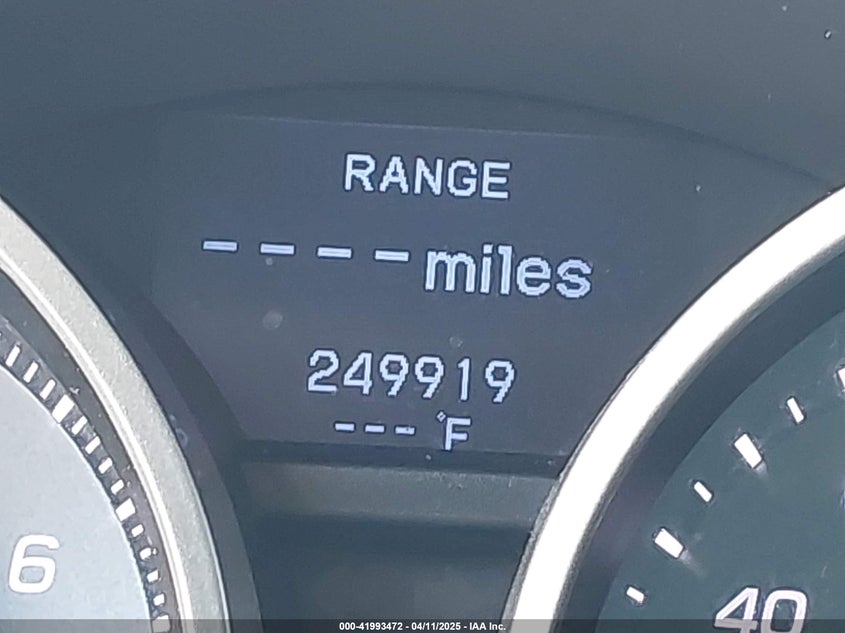 RANGE
---- miles
249919
--- °F
6
40
000-41993472 - 04/11/2025 - IAA Inc.